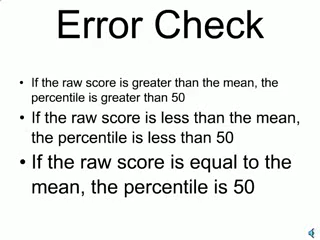 Error Check
• If the raw score is greater than the mean, the
percentile is greater than 50
• If the raw score is less than the mean,
the percentile is less than 50
• If the raw score is equal to the
mean, the percentile is 50